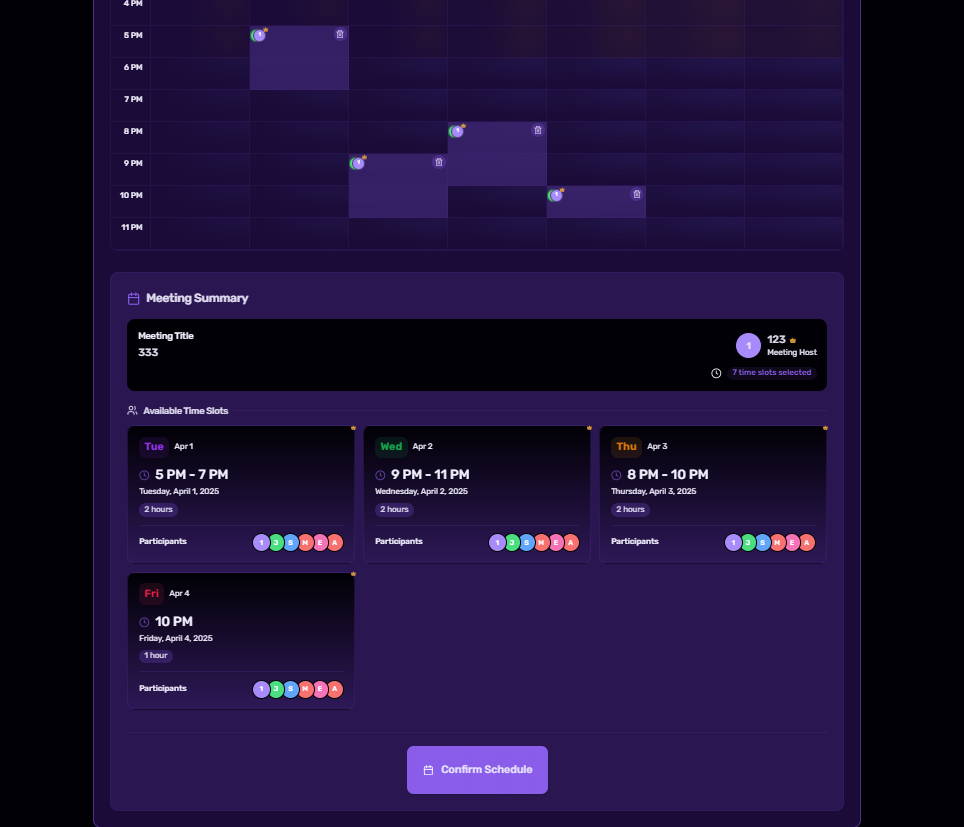 4 PM
5 PM
1
6 PM
7 PM
8 PM
1
9 PM
1
10 PM
1
11 PM
Meeting Summary
Meeting Title
333
1
123
Meeting Host
7 time slots selected
Available Time Slots
Tue Apr 1
5 PM - 7 PM
Tuesday, April 1, 2025
2 hours
Participants 1 J S M E A
Wed Apr 2
9 PM - 11 PM
Wednesday, April 2, 2025
2 hours
Participants 1 J S M E A
Thu Apr 3
8 PM - 10 PM
Thursday, April 3, 2025
2 hours
Participants 1 J S M E A
Fri Apr 4
10 PM
Friday, April 4, 2025
1 hour
Participants 1 J S M E A
Confirm Schedule